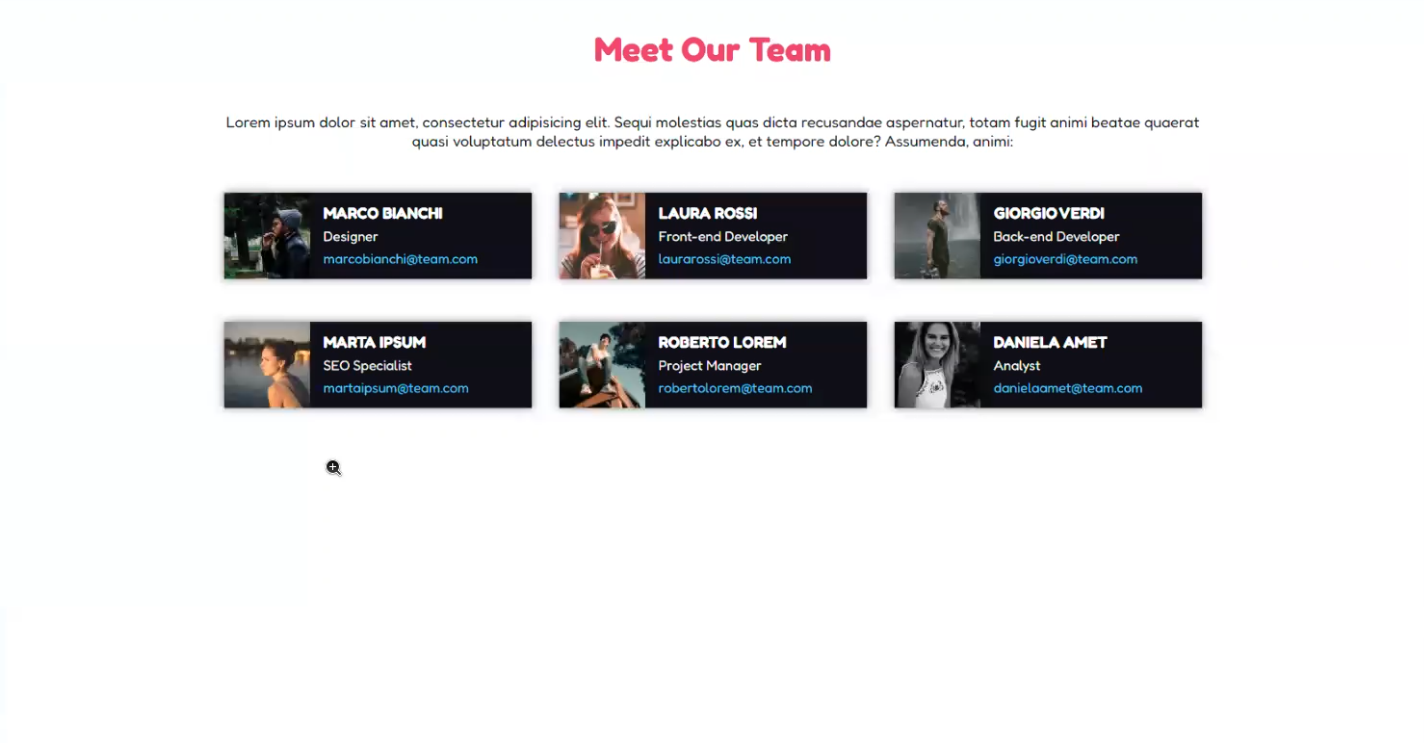 Meet Our Team
Lorem ipsum dolor sit amet, consectetur adipisicing elit. Sequi molestias quas dicta recusandae aspernatur, totam fugit animi beatae quaerat
quasi voluptatum delectus impedit explicabo ex, et tempore dolore? Assumenda, animi:
MARCO BIANCHI
Designer
marcobianchi@team.com
LAURA ROSSI
Front-end Developer
laurarossi@team.com
GIORGIO VERDI
Back-end Developer
giorgioverdi@team.com
MARTA IPSUM
SEO Specialist
martaipsum@team.com
ROBERTO LOREM
Project Manager
robertolorem@team.com
DANIELA AMET
Analyst
danielaamet@team.com